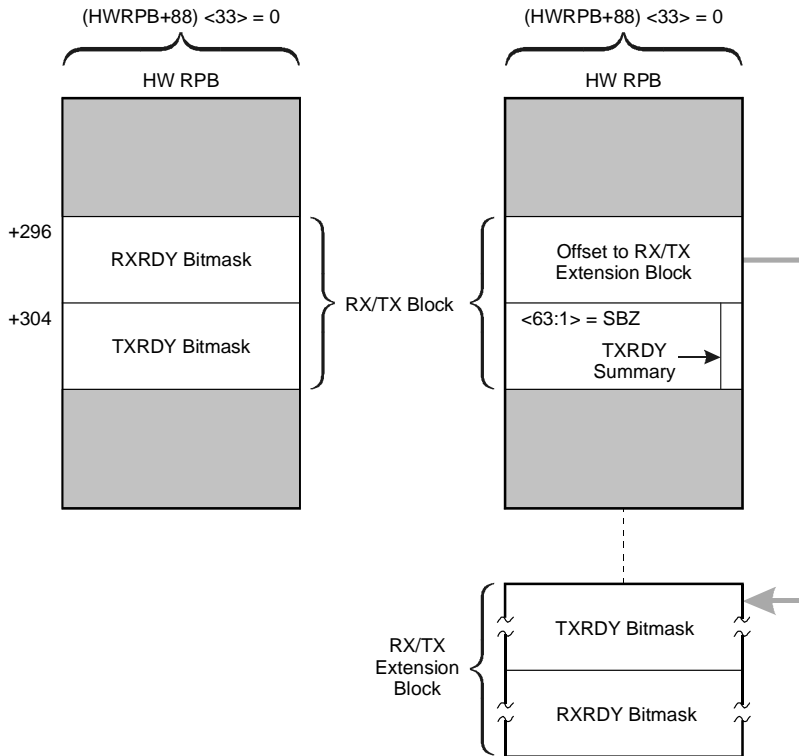 (HWRPB+88) <33> = 0
HW RPB
+296
RXRDY Bitmask
+304
TXRDY Bitmask
RX/TX Block
(HWRPB+88) <33> = 0
HW RPB
Offset to RX/TX
Extension Block
<63:1> = SBZ
TXRDY
Summary
RX/TX
Extension
Block
TXRDY Bitmask
RXRDY Bitmask